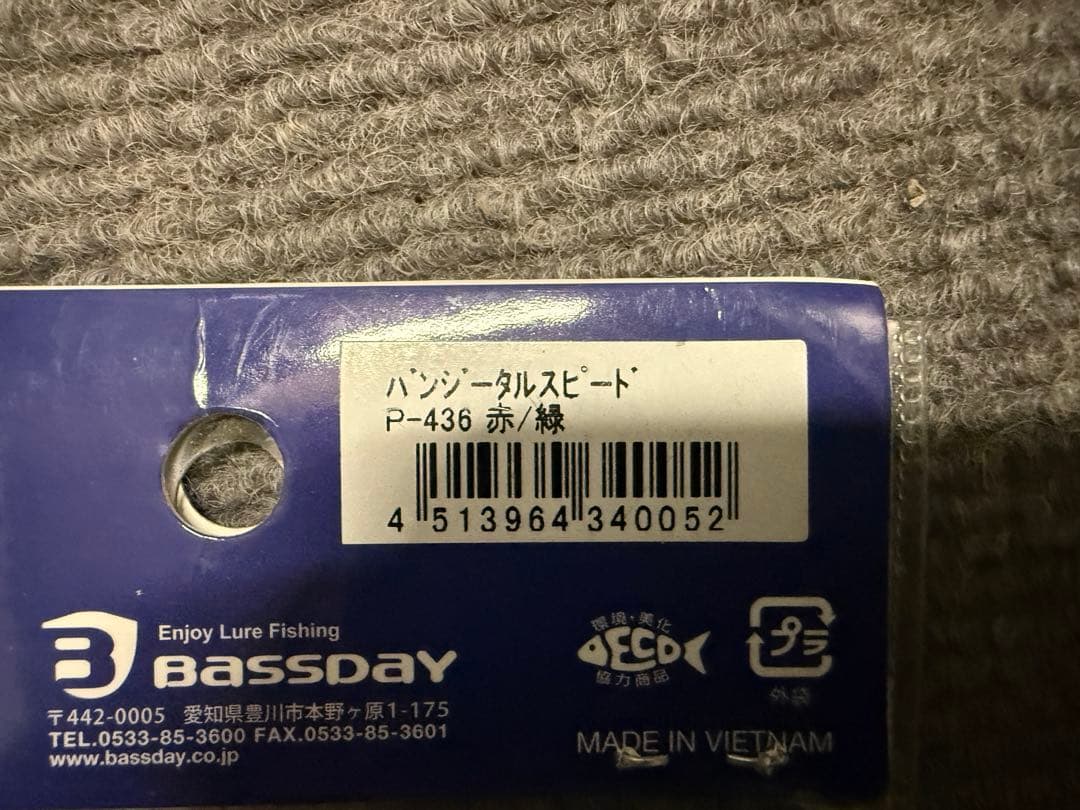 バンジータルスピード
P-436 赤/緑
4 513964 340052
Enjoy Lure Fishing
BASSDAY
〒442-0005 愛知県豊川市本野ヶ原1-175
TEL.0533-85-3600 FAX.0533-85-3601
www.bassday.co.jp
環境・美化
ECO
協力商品
プラ
外袋
MADE IN VIETNAM